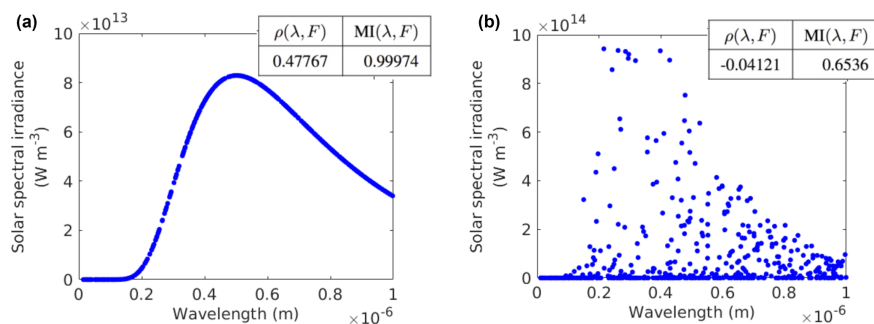 (a)
×10^13
ρ(λ, F) MI(λ, F)
0.47767 0.99974
Solar spectral irradiance
(W m^-3)
10
8
6
4
2
0
0 0.2 0.4 0.6 0.8 1
Wavelength (m) ×10^-6
(b)
×10^14
ρ(λ, F) MI(λ, F)
-0.04121 0.6536
Solar spectral irradiance
(W m^-3)
10
8
6
4
2
0
0 0.2 0.4 0.6 0.8 1
Wavelength (m) ×10^-6